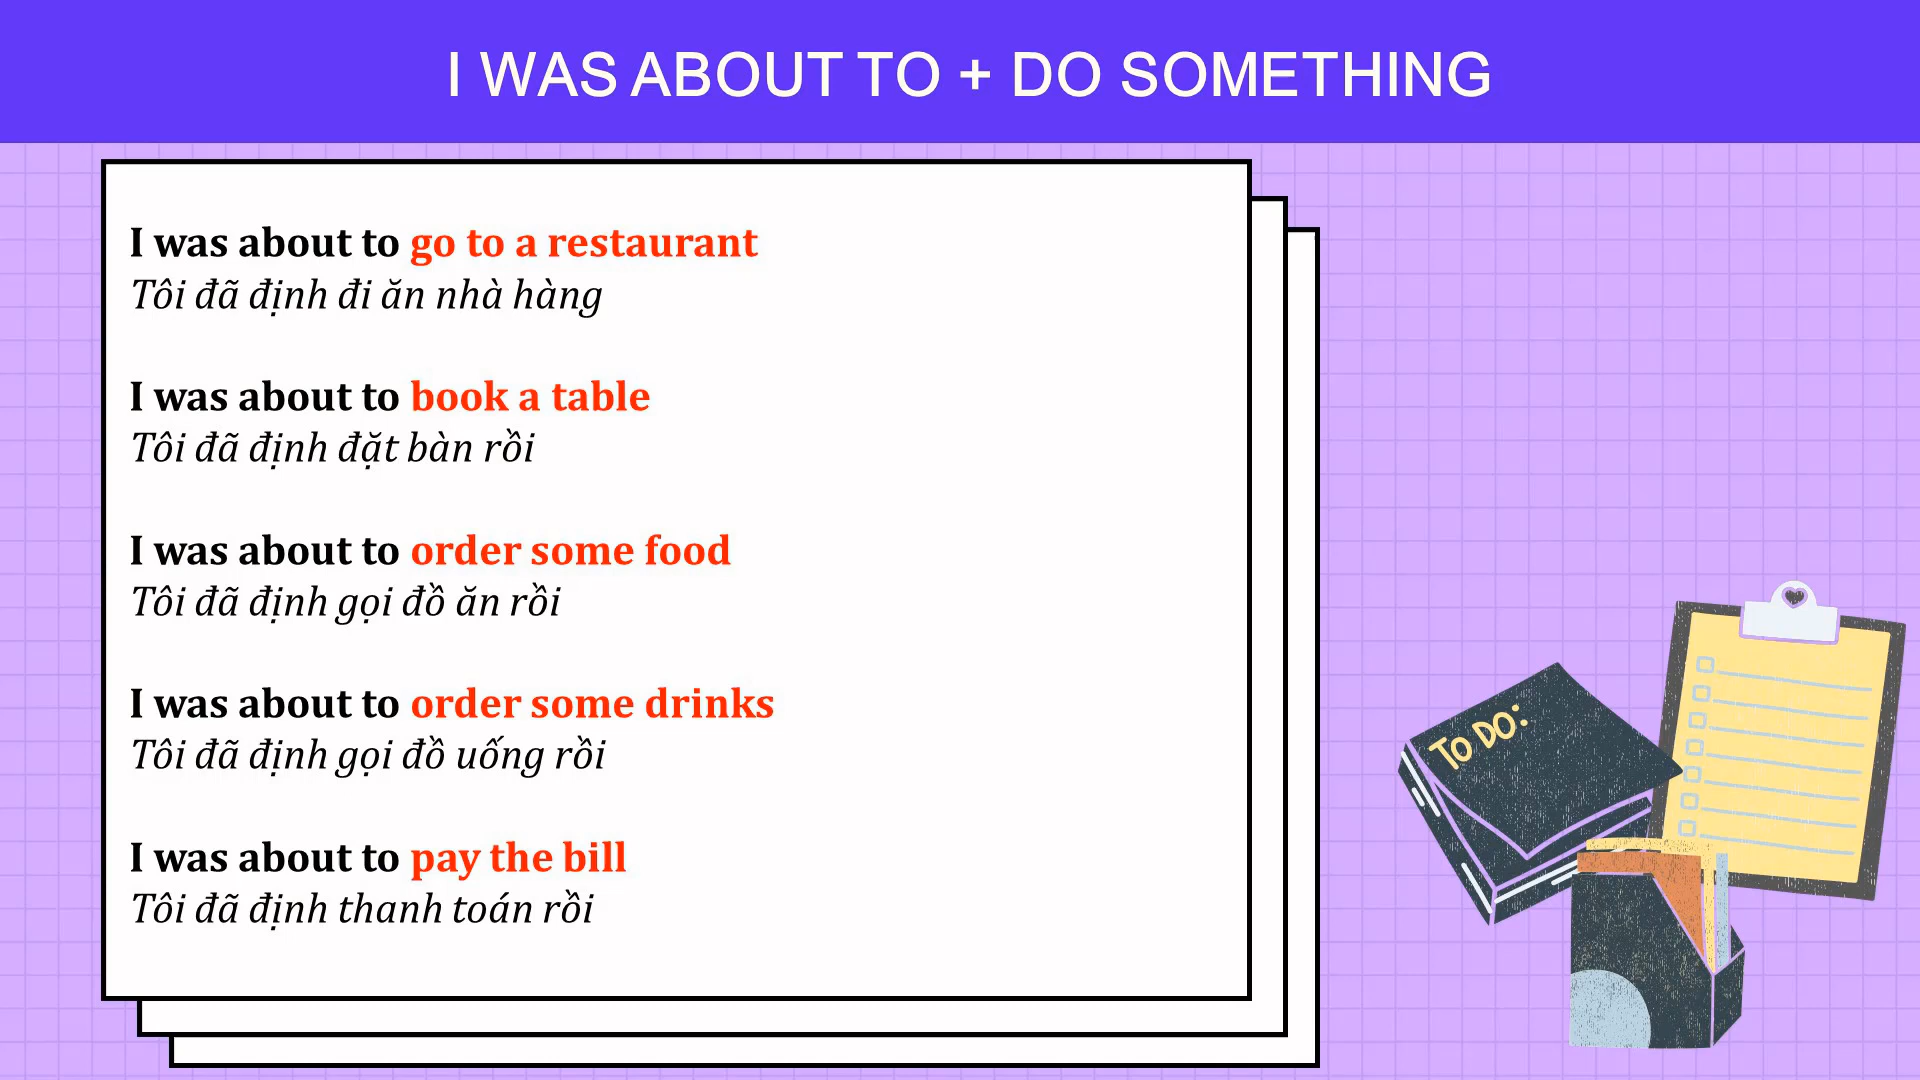 I WAS ABOUT TO + DO SOMETHING
I was about to go to a restaurant
Tôi đã định đi ăn nhà hàng
I was about to book a table
Tôi đã định đặt bàn rồi
I was about to order some food
Tôi đã định gọi đồ ăn rồi
I was about to order some drinks
Tôi đã định gọi đồ uống rồi
I was about to pay the bill
Tôi đã định thanh toán rồi
TO DO: